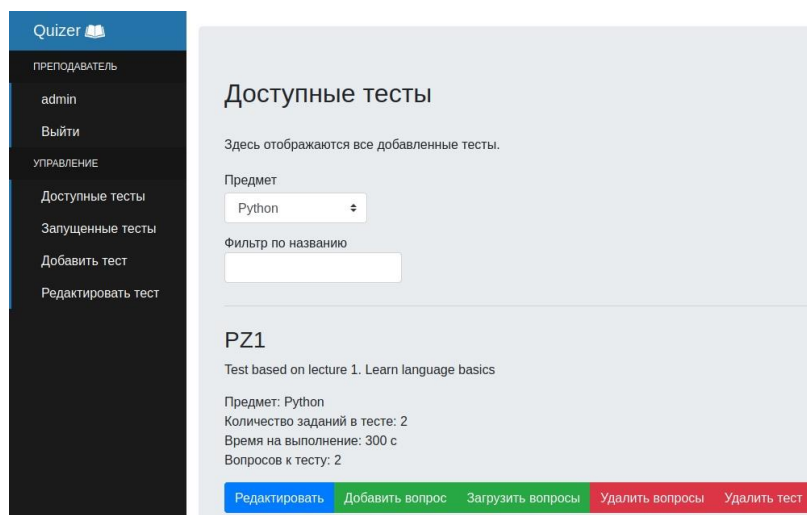 Quizer
ПРЕПОДАВАТЕЛЬ
admin
Выйти
УПРАВЛЕНИЕ
Доступные тесты
Запущенные тесты
Добавить тест
Редактировать тест
Доступные тесты
Здесь отображаются все добавленные тесты.
Предмет
Python
Фильтр по названию
PZ1
Test based on lecture 1. Learn language basics
Предмет: Python
Количество заданий в тесте: 2
Время на выполнение: 300 с
Вопросов к тесту: 2
Редактировать Добавить вопрос Загрузить вопросы Удалить вопросы Удалить тест